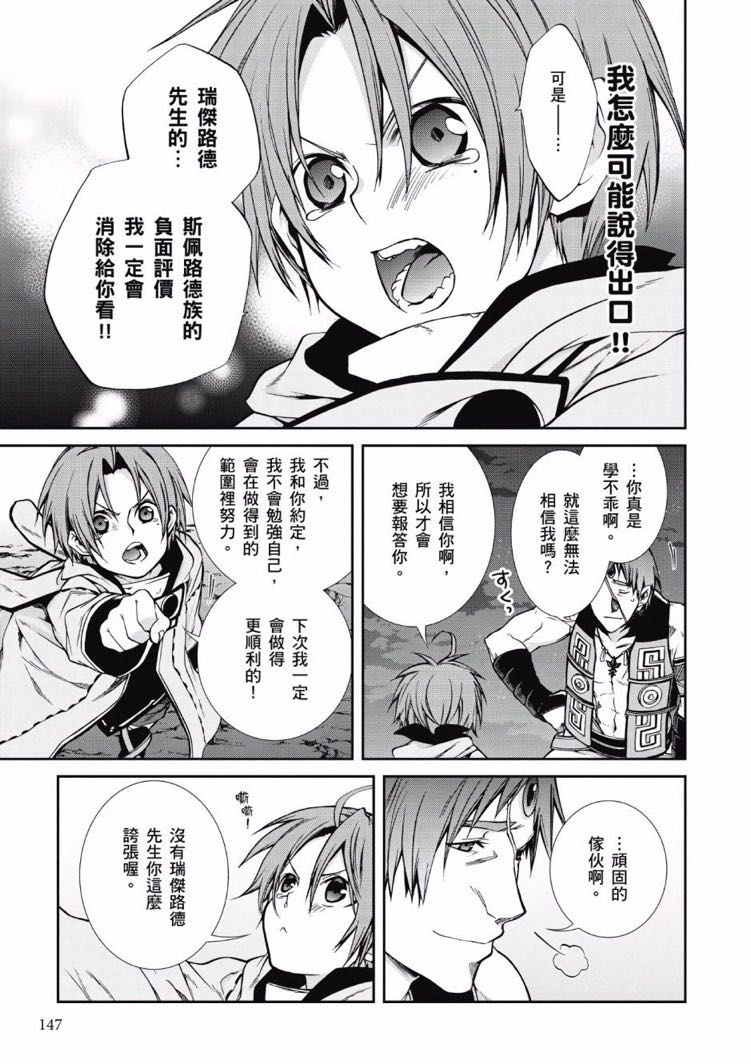 我怎麼可能說得出口!!
可是——…
瑞傑路德
先生的…
斯佩路德族的
負面評價
我一定會
消除給你看!!
…你真是
學不乖啊。
就這麼無法
相信我嗎?
我相信你啊,
所以才會
想要報答你。
すくっ
不過,
我和你約定,
我不會勉強自己,
會在做得到的
範圍裡努力。
下次我一定
會做得
更順利的!
…頑固的
傢伙啊。
嘶嘶!
沒有瑞傑路德
先生你這麼
誇張喔。
147